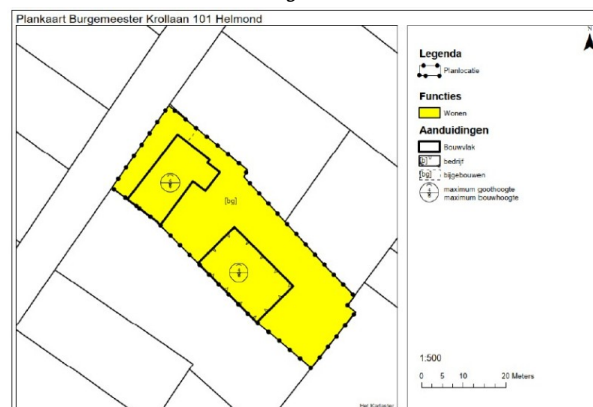 Plankaart Burgemeester Krollaan 101 Helmond
[bg]
Legenda
Planlocatie
Functies
Wonen
Aanduidingen
Bouwvlak
bedrijf
[bg] bijgebouwen
maximum goothoogte
maximum bouwhoogte
1:500
0 5 10 20 Meters